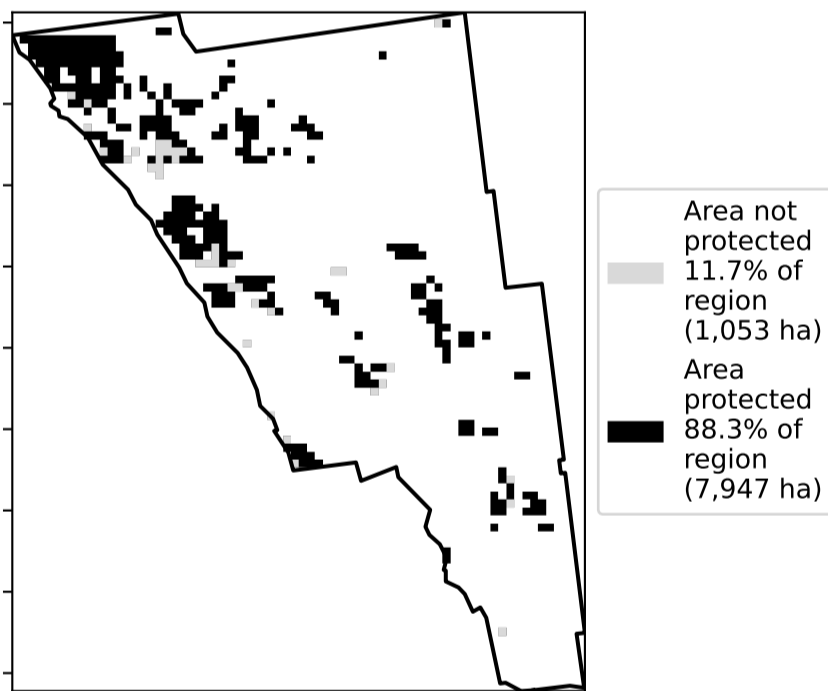 Area not
protected
11.7% of
region
(1,053 ha)
Area
protected
88.3% of
region
(7,947 ha)